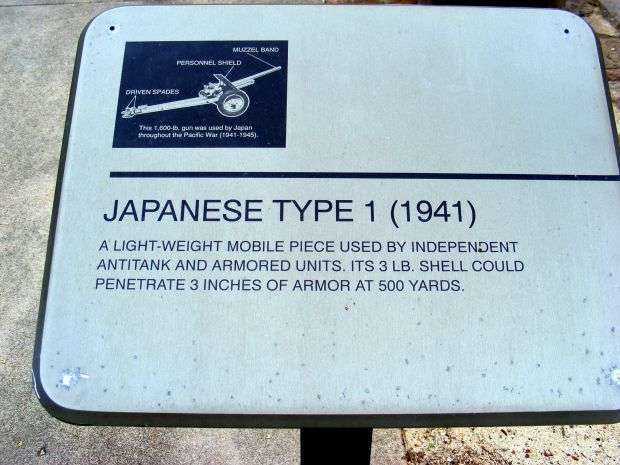 MUZZEL BAND
PERSONNEL SHIELD
DRIVEN SPADES
This 1,600-lb. gun was used by Japan
throughout the Pacific War (1941-1945).
JAPANESE TYPE 1 (1941)
A LIGHT-WEIGHT MOBILE PIECE USED BY INDEPENDENT
ANTITANK AND ARMORED UNITS. ITS 3 LB. SHELL COULD
PENETRATE 3 INCHES OF ARMOR AT 500 YARDS.